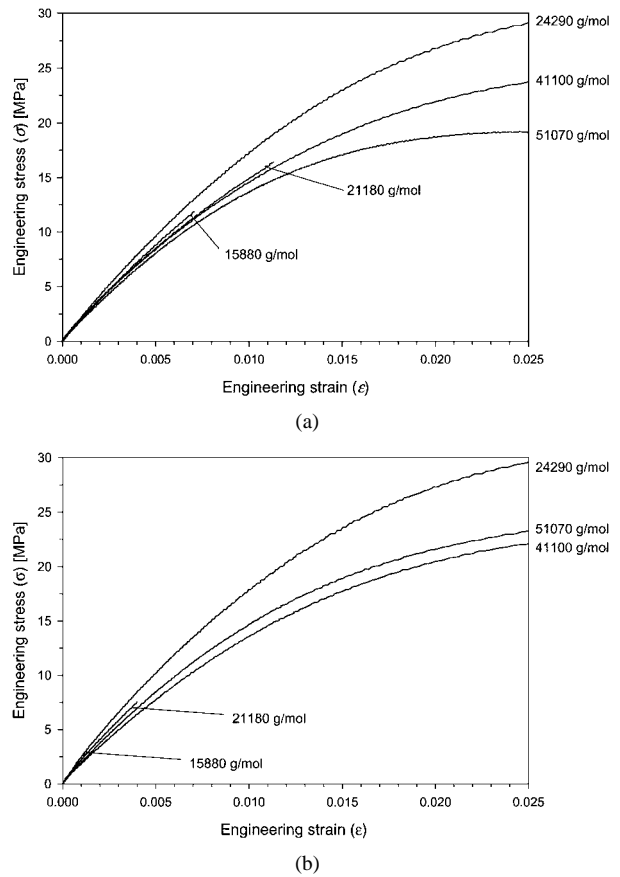 30
25
20
15
10
5
0
Engineering stress (σ) [MPa]
24290 g/mol
41100 g/mol
51070 g/mol
21180 g/mol
15880 g/mol
0.000 0.005 0.010 0.015 0.020 0.025
Engineering strain (ε)
(a)
30
25
20
15
10
5
0
Engineering stress (σ) [MPa]
24290 g/mol
51070 g/mol
41100 g/mol
21180 g/mol
15880 g/mol
0.000 0.005 0.010 0.015 0.020 0.025
Engineering strain (ε)
(b)